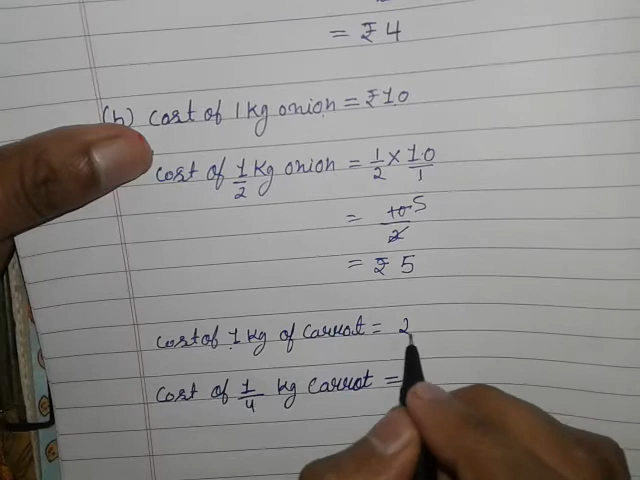 = ₹ 4
(b) cost of 1 kg onion = ₹10
cost of 1/2 kg onion = 1/2 × 10/1
= 10 5/2
= ₹ 5
cost of 1 kg of carrot = 2
cost of 1/4 kg carrot =